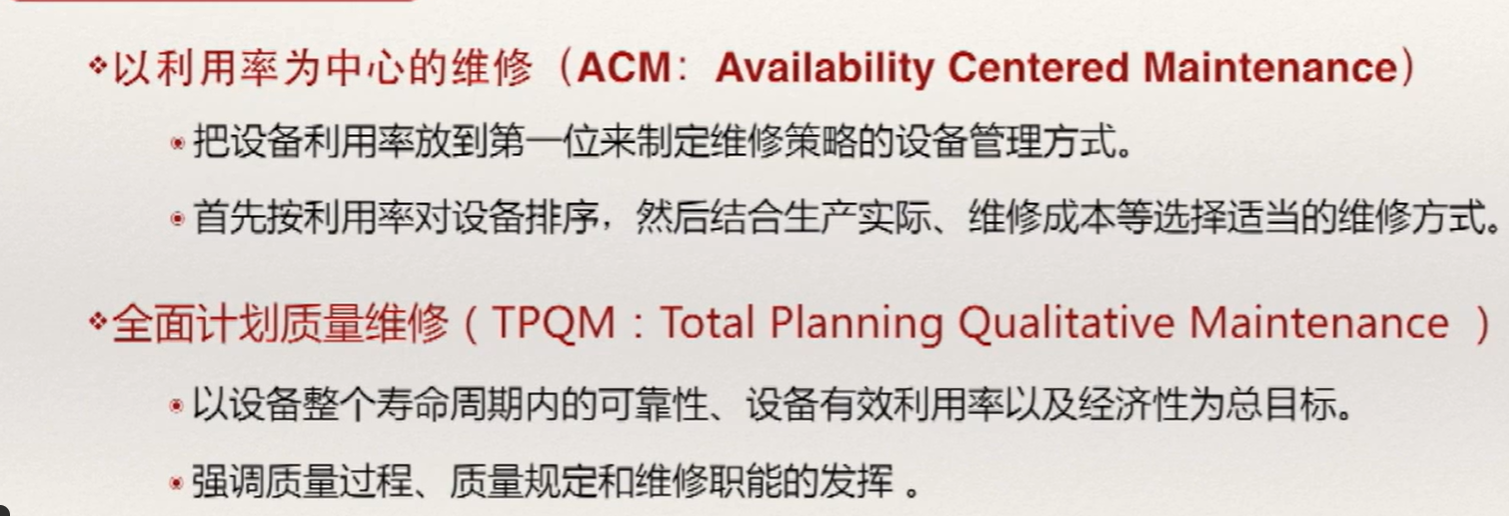 ❖以利用率为中心的维修（ACM：Availability Centered Maintenance）
◉把设备利用率放到第一位来制定维修策略的设备管理方式。
◉首先按利用率对设备排序，然后结合生产实际、维修成本等选择适当的维修方式。
❖全面计划质量维修（TPQM：Total Planning Qualitative Maintenance ）
◉以设备整个寿命周期内的可靠性、设备有效利用率以及经济性为总目标。
◉强调质量过程、质量规定和维修职能的发挥 。